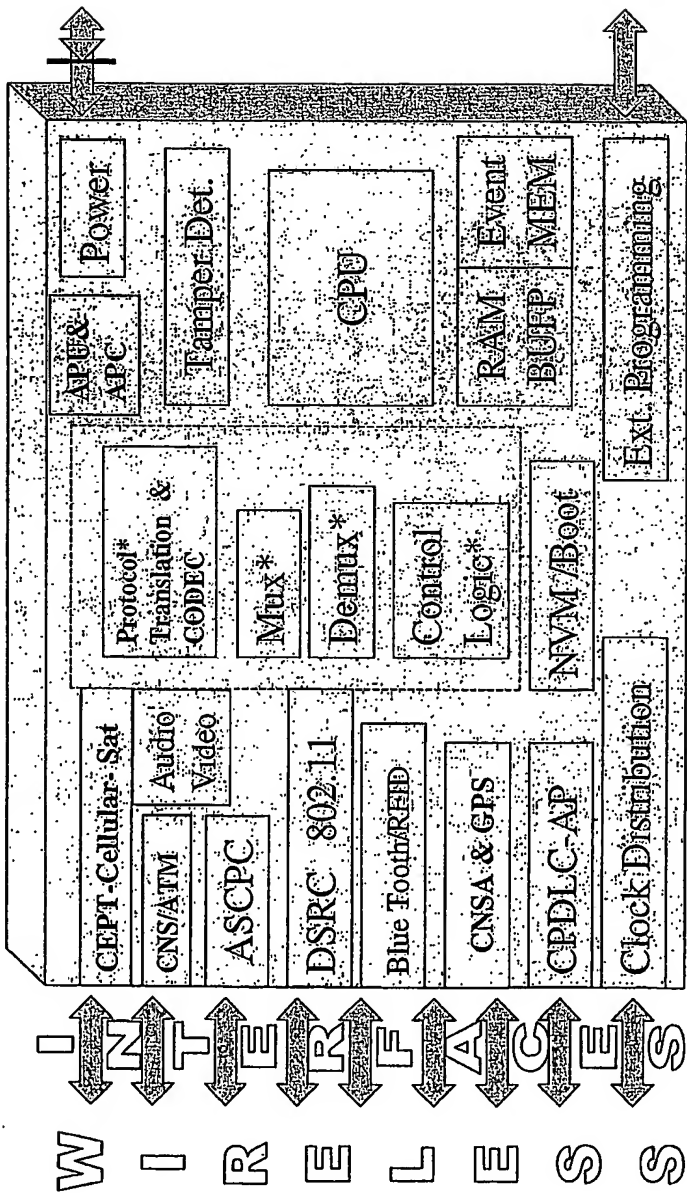 WIRELESS
INTERFACES
CEPT-Cellular- Sat
CNS/ATM
Audio
Video
ASCPC
DSRC 802.11
Blue Tooth/RFID
CNSA & GPS
CPDLC-AP
Clock Distribution
Protocol*
Translation &
CODEC
Mux*
Demux*
Control
Logic*
NVM /Boot
APU&
APC
Power
Tamper Det.
CPU
RAM
BUFP
Event
MEM
Ext. Programming